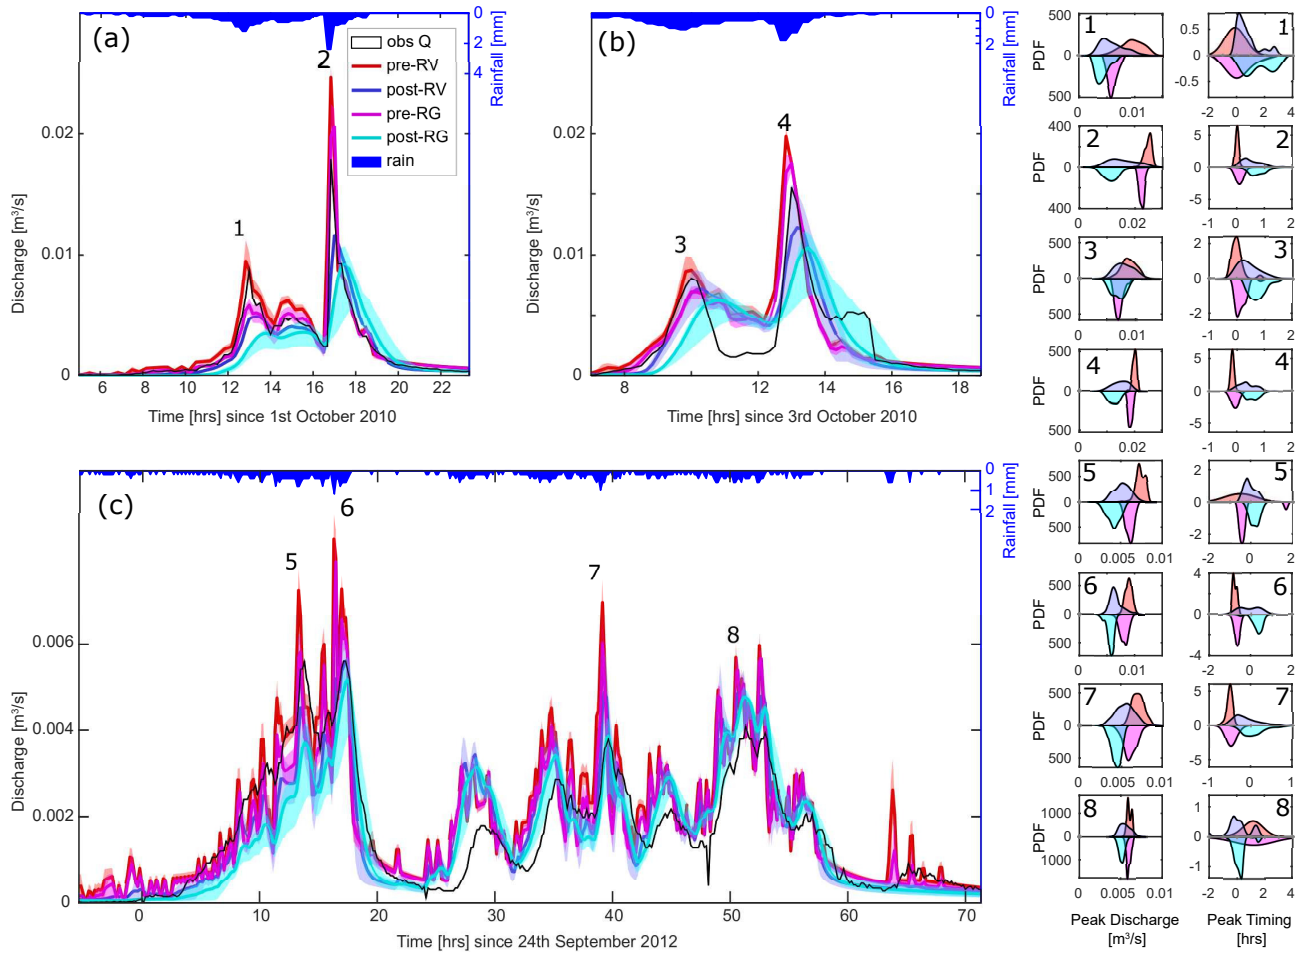 (a)
obs Q
pre-RV
post-RV
pre-RG
post-RG
rain
1
2
0
2
4
Rainfall [mm]
0.02
0.01
0
Discharge [m³/s]
6 8 10 12 14 16 18 20 22
Time [hrs] since 1st October 2010
(b)
3
4
0
2
Rainfall [mm]
0.02
0.01
0
Discharge [m³/s]
8 10 12 14 16 18
Time [hrs] since 3rd October 2010
(c)
5
6
7
8
0
1
2
Rainfall [mm]
0.006
0.004
0.002
0
Discharge [m³/s]
0 10 20 30 40 50 60 70
Time [hrs] since 24th September 2012
500
200
500
PDF
1
0 0.01
0.5
0
-0.5
1
-2 0 2 4
400
0
400
PDF
2
0 0.02
5
0
-5
2
-1 0 1 2
500
0
500
PDF
3
0 0.01
2
0
-2
3
-1 0 1 2
500
0
500
PDF
4
0 0.02
5
0
-5
4
-1 0 1 2
500
0
500
PDF
5
0 0.005 0.01
2
0
-2
5
-2 0 2
500
0
500
PDF
6
0 0.01
4
0
-4
6
-2 0 2
500
0
500
PDF
7
0 0.005 0.01
5
0
-5
7
-1 0 1 2
1000
0
1000
PDF
8
0 0.005 0.01
1
0
-1
8
-2 0 2 4
Peak Discharge
[m³/s]
Peak Timing
[hrs]